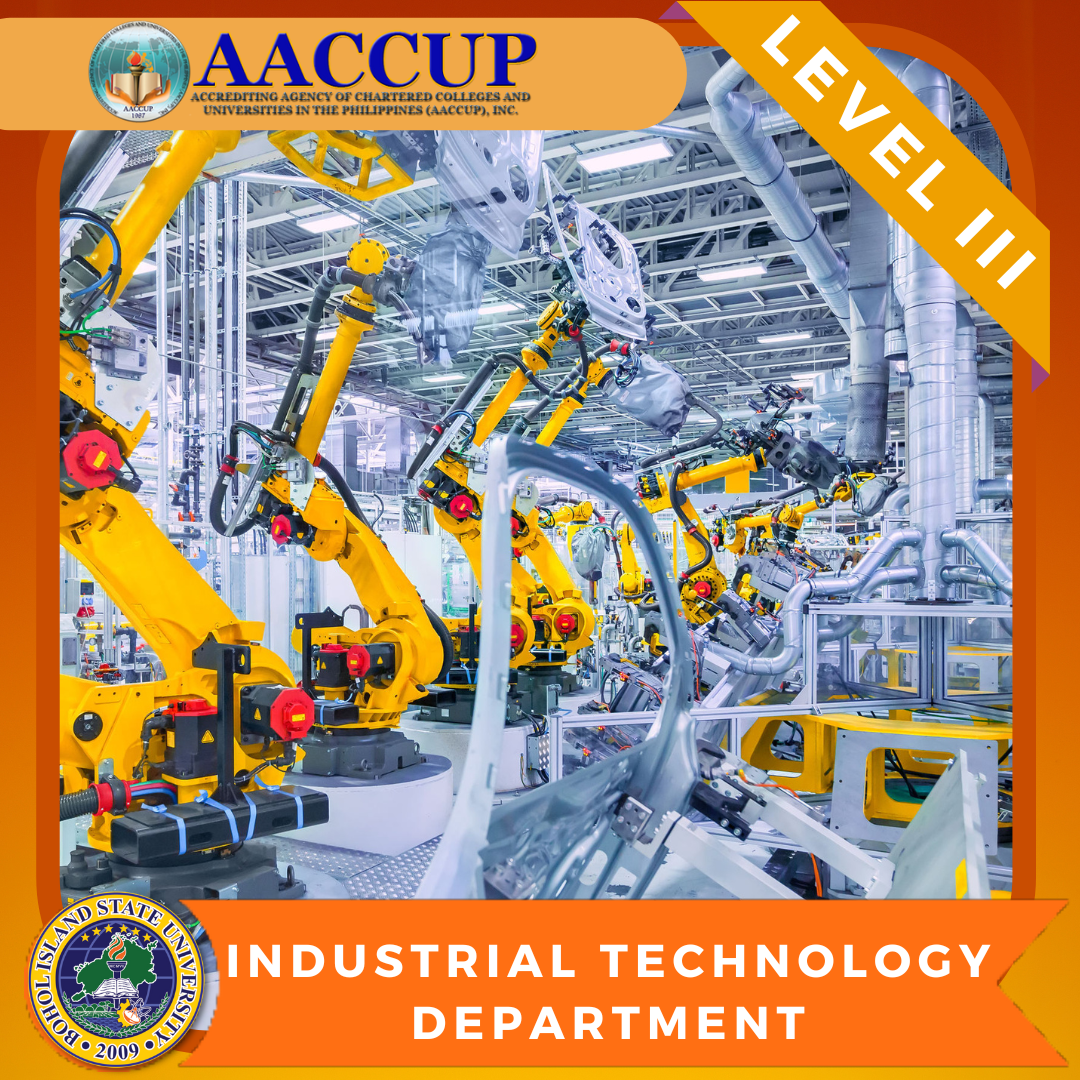 AACCUP
ACCREDITING AGENCY OF CHARTERED COLLEGES AND
UNIVERSITIES IN THE PHILIPPINES (AACCUP), INC.
AACCUP
1987
LEVEL III
BOHOL ISLAND STATE UNIVERSITY
• 2009 •
INDUSTRIAL TECHNOLOGY
DEPARTMENT